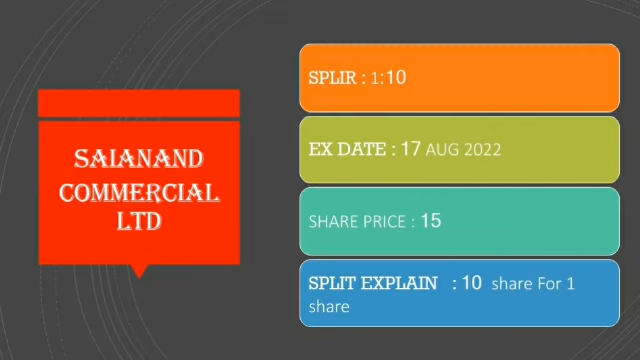 SAIANAND
COMMERCIAL
LTD
SPLIR : 1:10
EX DATE : 17 AUG 2022
SHARE PRICE : 15
SPLIT EXPLAIN : 10 share For 1
share